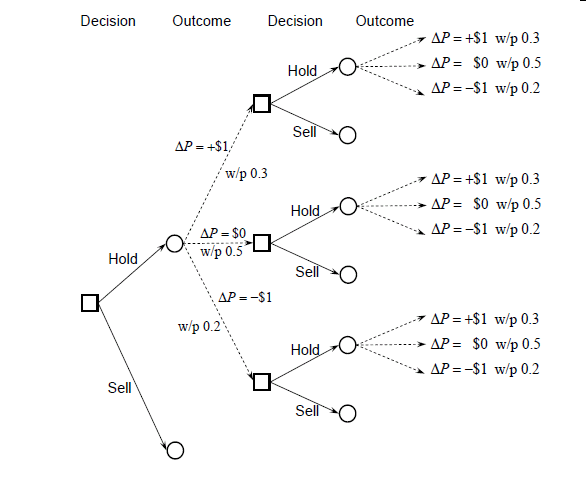 Decision Outcome Decision Outcome
ΔP = +$1 w/p 0.3
ΔP = $0 w/p 0.5
ΔP = −$1 w/p 0.2
Hold
Sell
ΔP = +$1
w/p 0.3
ΔP = +$1 w/p 0.3
ΔP = $0 w/p 0.5
ΔP = −$1 w/p 0.2
Hold
ΔP = $0
w/p 0.5
Hold
Sell
ΔP = −$1
w/p 0.2
ΔP = +$1 w/p 0.3
ΔP = $0 w/p 0.5
ΔP = −$1 w/p 0.2
Hold
Sell
Sell